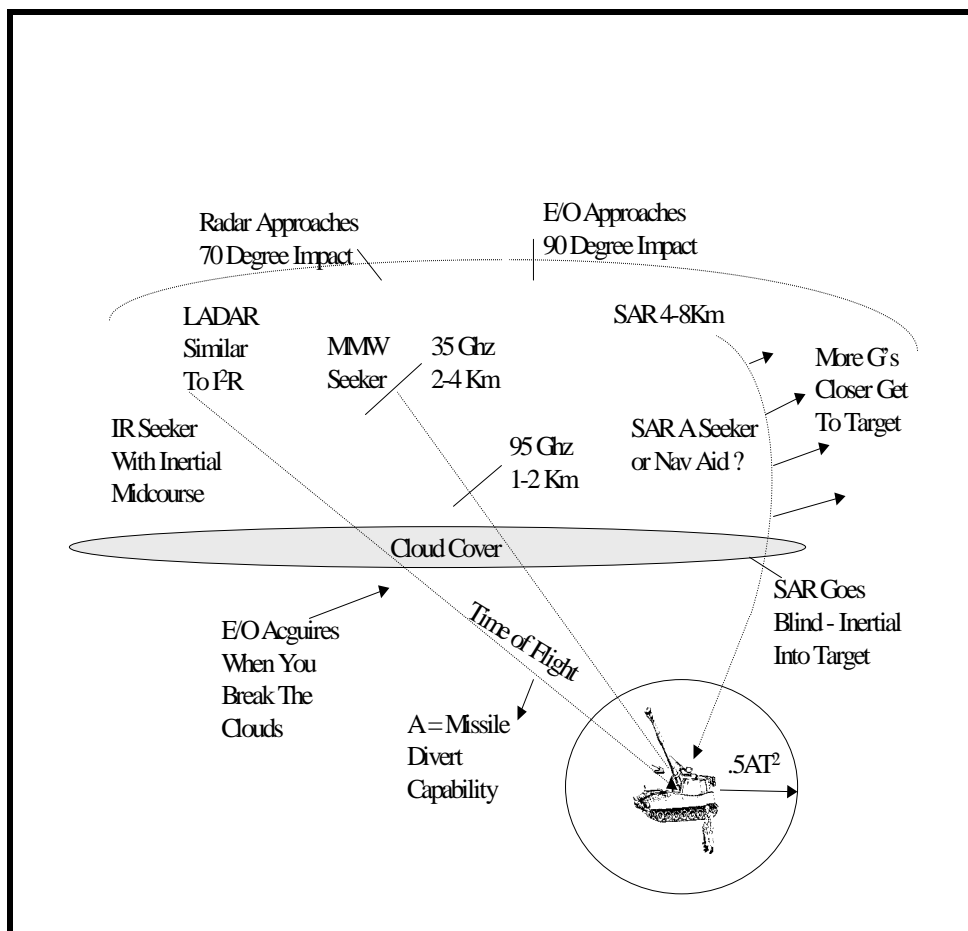 Radar Approaches
70 Degree Impact
E/O Approaches
90 Degree Impact
LADAR
Similar
To I²R
MMW
Seeker
35 Ghz
2-4 Km
SAR 4-8Km
More G's
Closer Get
To Target
IR Seeker
With Inertial
Midcourse
95 Ghz
1-2 Km
SAR A Seeker
or Nav Aid ?
Cloud Cover
E/O Acguires
When You
Break The
Clouds
Time of Flight
A = Missile
Divert
Capability
SAR Goes
Blind - Inertial
Into Target
.5AT²